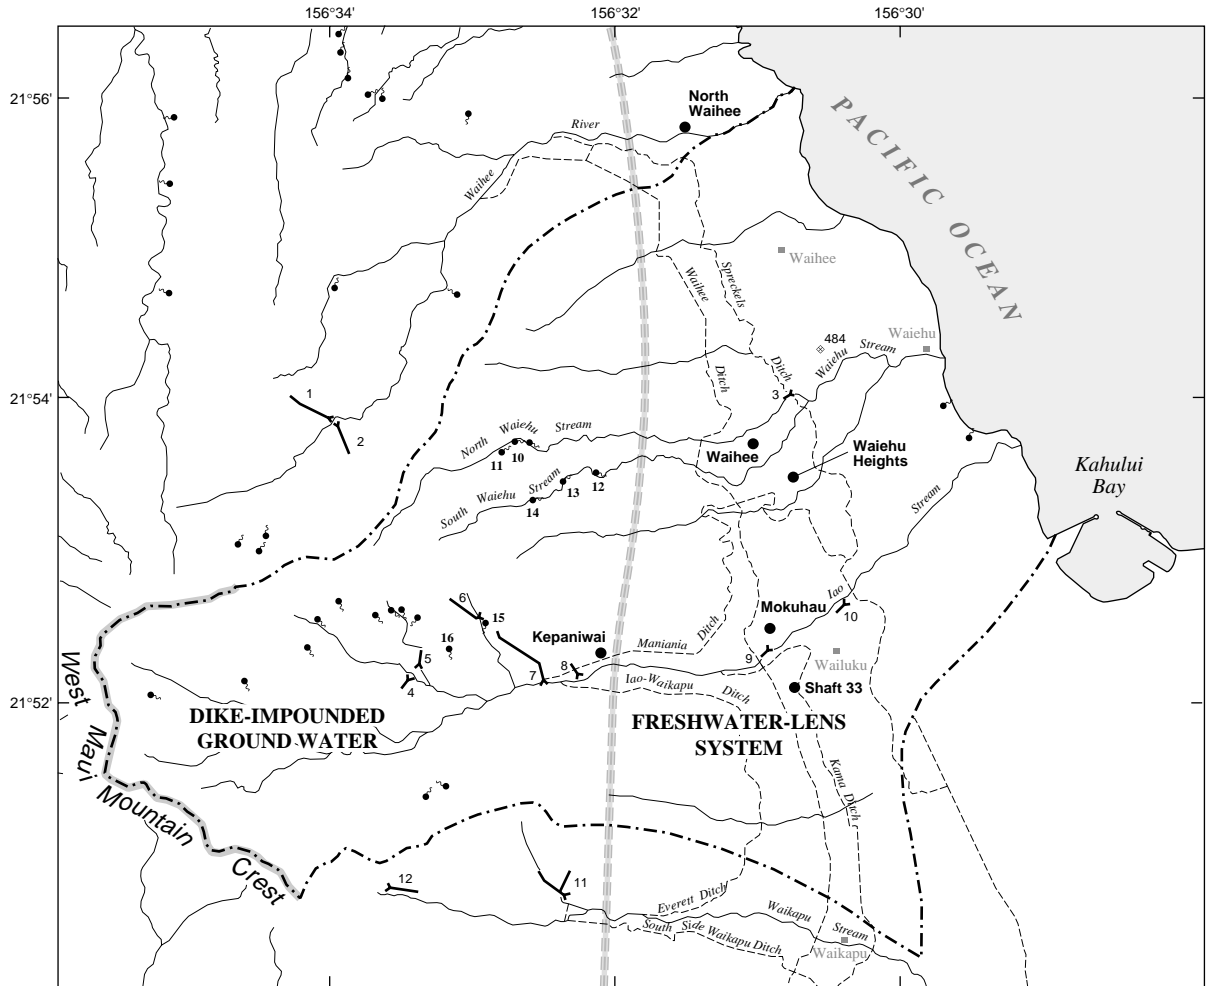 156°34'
156°32'
156°30'
21°56'
21°54'
21°52'
North
Waihee
River
Waihee
PACIFIC OCEAN
Waihee
Spreckels
Waihee
Ditch
Ditch
484
Waiehu
Waiehu
Stream
1
2
3
North
Waiehu
Stream
11
10
Waihee
Waiehu
Heights
Kahului
Bay
South
Waiehu
Stream
14
13
12
Stream
Iao
6
15
16
5
4
Kepaniwai
Maniania
Ditch
Mokuhau
10
7
8
9
Wailuku
Iao-Waikapu
Ditch
Shaft 33
DIKE-IMPOUNDED
GROUND WATER
FRESHWATER-LENS
SYSTEM
West
Maui
Mountain
Crest
Kama Ditch
12
11
Everett Ditch
Waikapu
Stream
South Side Waikapu Ditch
Waikapu